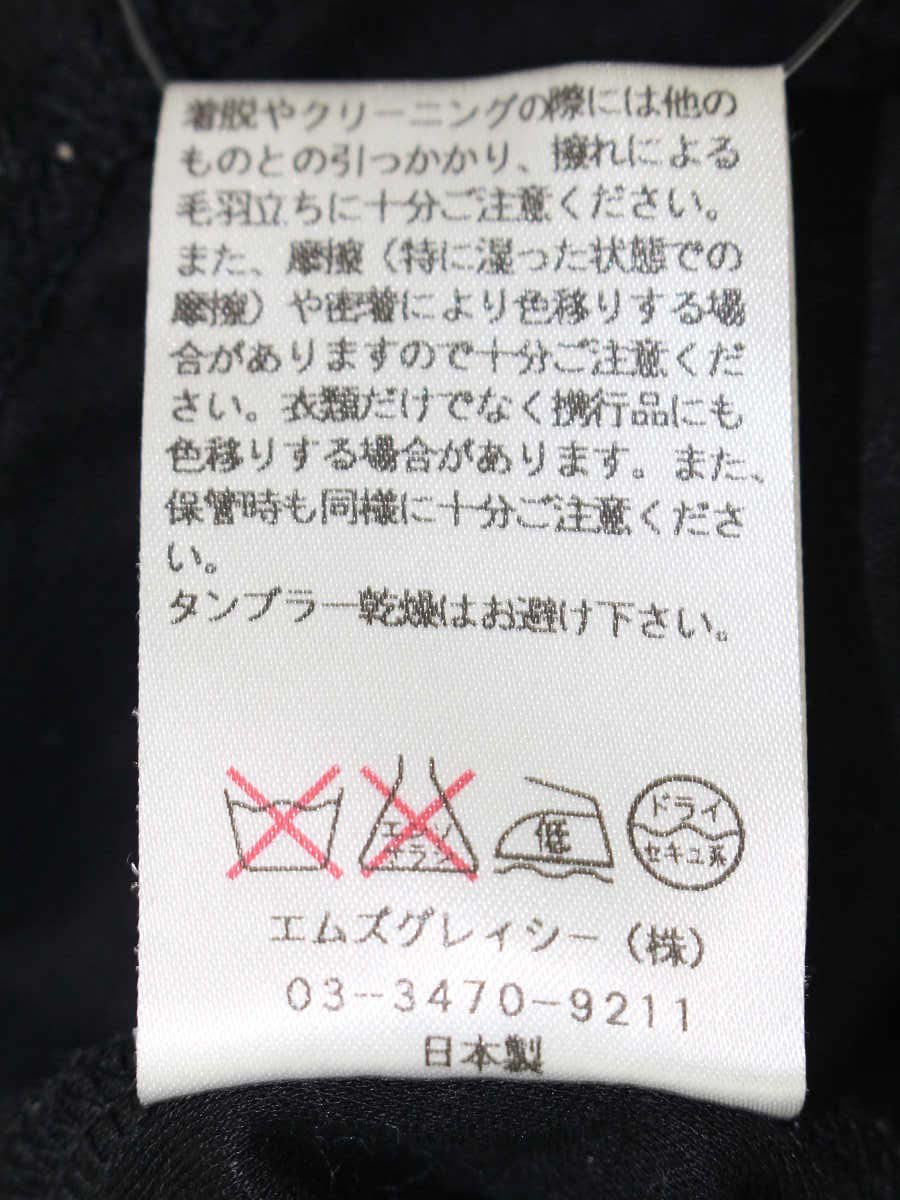 着脱やクリーニングの際には他の
ものとの引っかかり、擦れによる
毛羽立ちに十分ご注意ください。
また、摩擦（特に湿った状態での
摩擦）や密着により色移りする場
合がありますので十分ご注意くだ
さい。衣類だけでなく携行品にも
色移りする場合があります。また、
保管時も同様に十分ご注意くださ
い。
タンブラー乾燥はお避け下さい。
エンソ
サラシ
低
ドライ
セキユ系
エムズグレィシー（株）
03-3470-9211
日本製